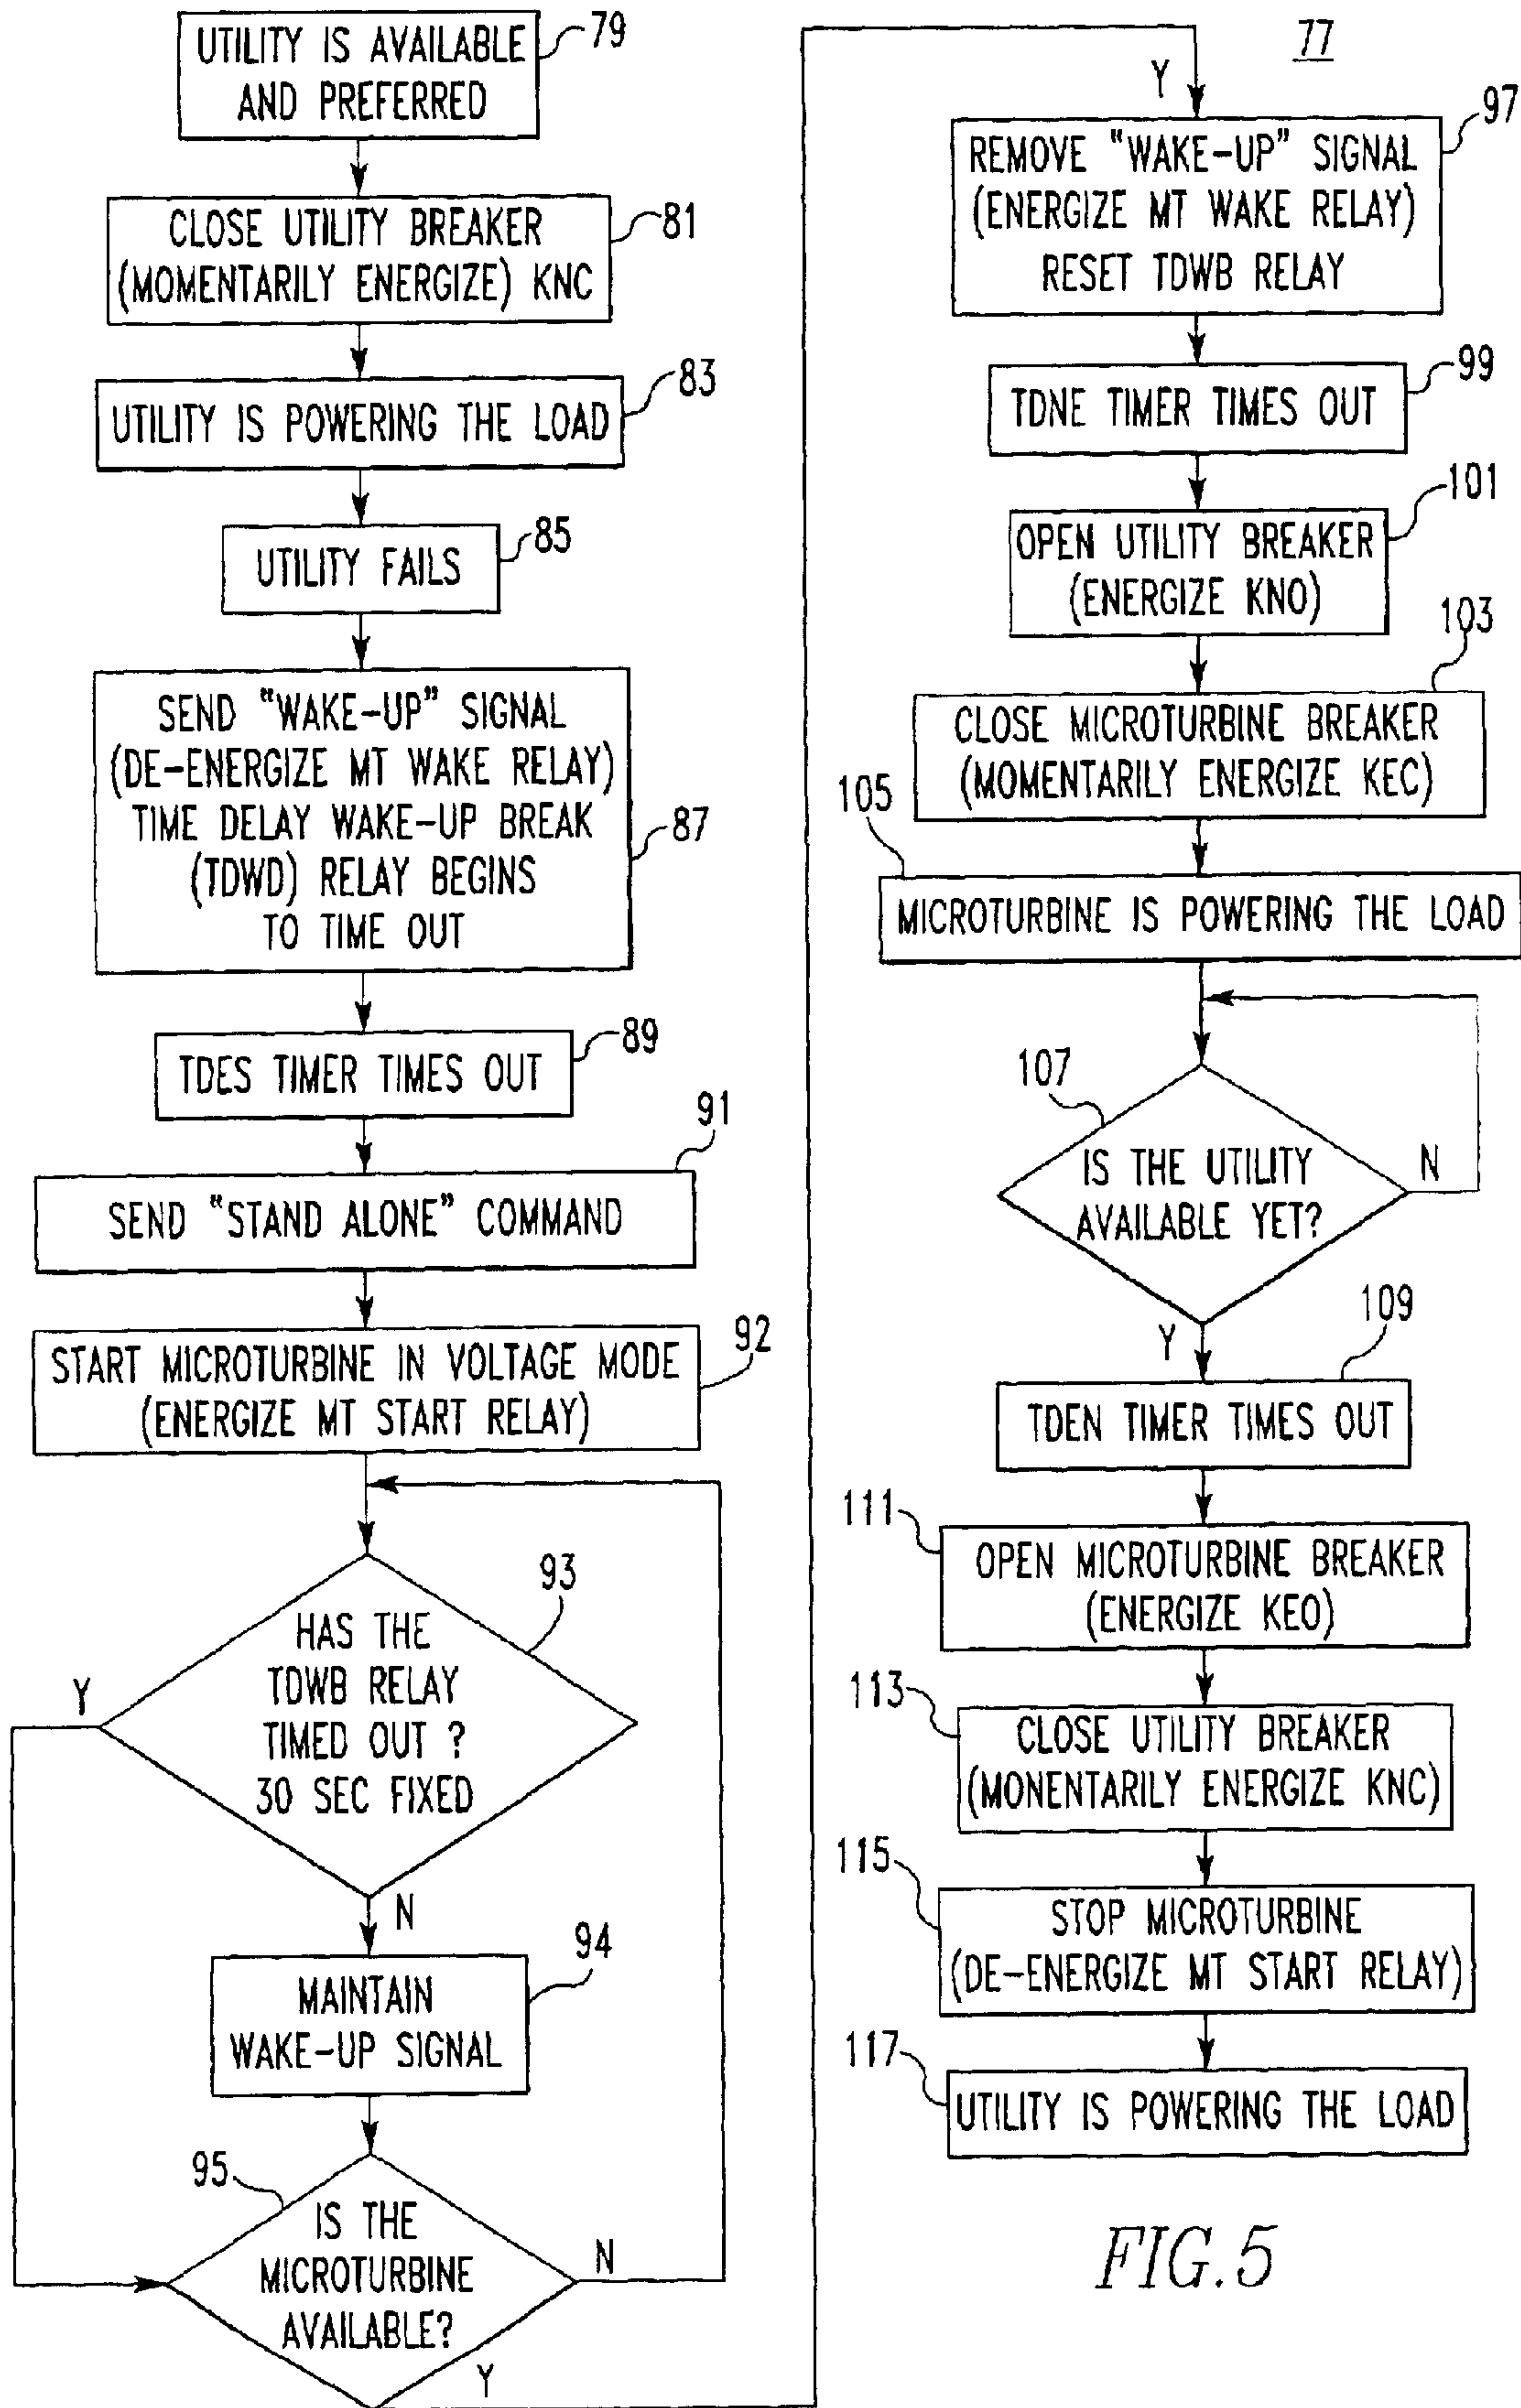 UTILITY IS AVAILABLE
AND PREFERRED
79
CLOSE UTILITY BREAKER
(MOMENTARILY ENERGIZE) KNC
81
UTILITY IS POWERING THE LOAD
83
UTILITY FAILS
85
SEND "WAKE-UP" SIGNAL
(DE-ENERGIZE MT WAKE RELAY)
TIME DELAY WAKE-UP BREAK
(TDWD) RELAY BEGINS
TO TIME OUT
87
TDES TIMER TIMES OUT
89
SEND "STAND ALONE" COMMAND
91
START MICROTURBINE IN VOLTAGE MODE
(ENERGIZE MT START RELAY)
92
HAS THE
TDWB RELAY
TIMED OUT ?
30 SEC FIXED
93
Y
N
MAINTAIN
WAKE-UP SIGNAL
94
IS THE
MICROTURBINE
AVAILABLE?
95
N
Y
77
Y
REMOVE "WAKE-UP" SIGNAL
(ENERGIZE MT WAKE RELAY)
RESET TDWB RELAY
97
TDNE TIMER TIMES OUT
99
OPEN UTILITY BREAKER
(ENERGIZE KNO)
101
CLOSE MICROTURBINE BREAKER
(MOMENTARILY ENERGIZE KEC)
103
MICROTURBINE IS POWERING THE LOAD
105
IS THE UTILITY
AVAILABLE YET?
107
N
Y
TDEN TIMER TIMES OUT
109
OPEN MICROTURBINE BREAKER
(ENERGIZE KEO)
111
CLOSE UTILITY BREAKER
(MONENTARILY ENERGIZE KNC)
113
STOP MICROTURBINE
(DE-ENERGIZE MT START RELAY)
115
UTILITY IS POWERING THE LOAD
117
FIG.5